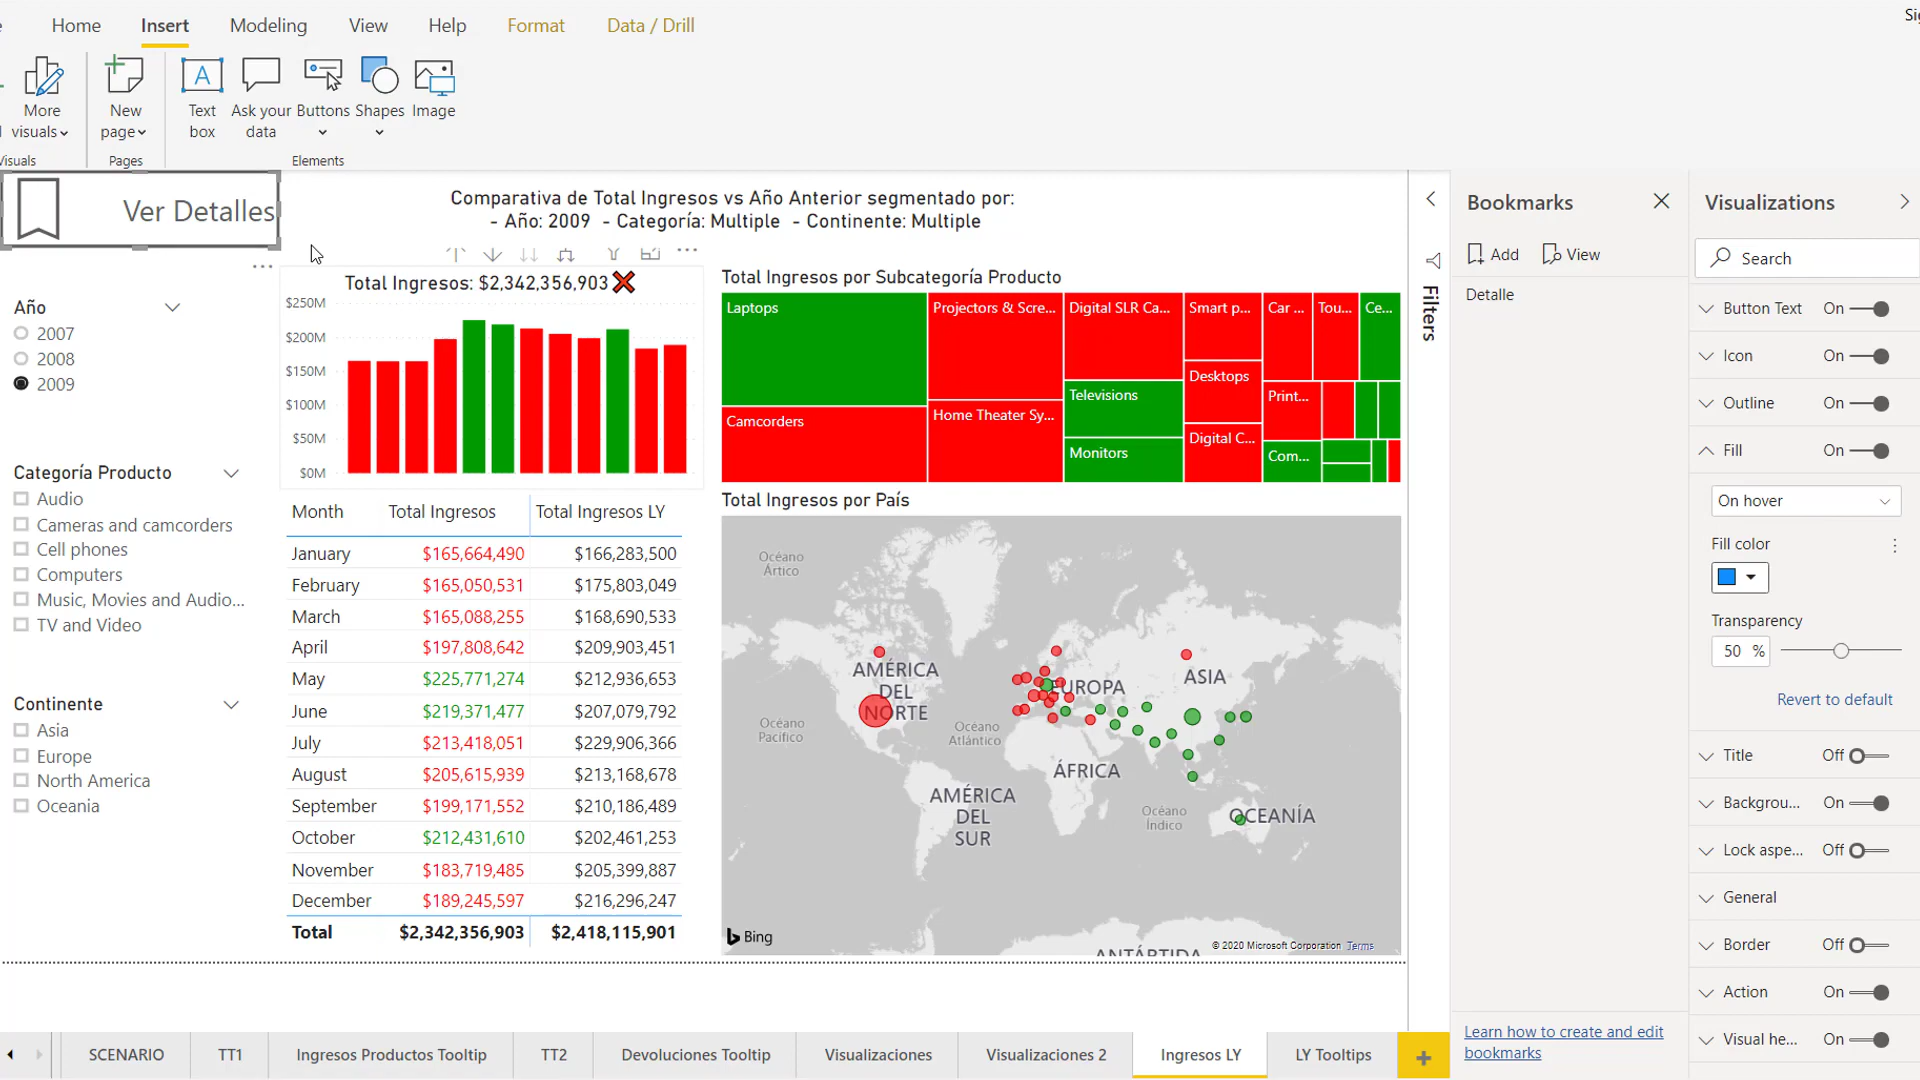 Home
Insert
Modeling
View
Help
Format
Data / Drill
More
visuals
New
page
Text
box
Ask your
data
Buttons
Shapes
Image
Pages
Elements
Ver Detalles
Comparativa de Total Ingresos vs Año Anterior segmentado por:
- Año: 2009 - Categoría: Multiple - Continente: Multiple
Año
2007
2008
2009
Categoría Producto
Audio
Cameras and camcorders
Cell phones
Computers
Music, Movies and Audio...
TV and Video
Continente
Asia
Europe
North America
Oceania
Total Ingresos: $2,342,356,903
$250M
$200M
$150M
$100M
$50M
$0M
Month Total Ingresos Total Ingresos LY
January $165,664,490 $166,283,500
February $165,050,531 $175,803,049
March $165,088,255 $168,690,533
April $197,808,642 $209,903,451
May $225,771,274 $212,936,653
June $219,371,477 $207,079,792
July $213,418,051 $229,906,366
August $205,615,939 $213,168,678
September $199,171,552 $210,186,489
October $212,431,610 $202,461,253
November $183,719,485 $205,399,887
December $189,245,597 $216,296,247
Total $2,342,356,903 $2,418,115,901
Total Ingresos por Subcategoría Producto
Laptops
Camcorders
Projectors & Scre...
Home Theater Sy...
Digital SLR Ca...
Televisions
Monitors
Smart p...
Desktops
Digital C...
Car ...
Tou...
Ce...
Print...
Com...
Total Ingresos por País
Océano
Ártico
AMÉRICA
DEL
NORTE
Océano
Pacífico
Océano
Atlántico
EUROPA
ASIA
ÁFRICA
AMÉRICA
DEL
SUR
Océano
Índico
OCEANÍA
ANTÁRTIDA
Bing
© 2020 Microsoft Corporation Terms
Filters
Bookmarks
Add
View
Detalle
Learn how to create and edit
bookmarks
Visualizations
Search
Button Text On
Icon On
Outline On
Fill On
On hover
Fill color
Transparency
50 %
Revert to default
Title Off
Backgrou... On
Lock aspe... Off
General
Border Off
Action On
Visual he... On
SCENARIO
TT1
Ingresos Productos Tooltip
TT2
Devoluciones Tooltip
Visualizaciones
Visualizaciones 2
Ingresos LY
LY Tooltips